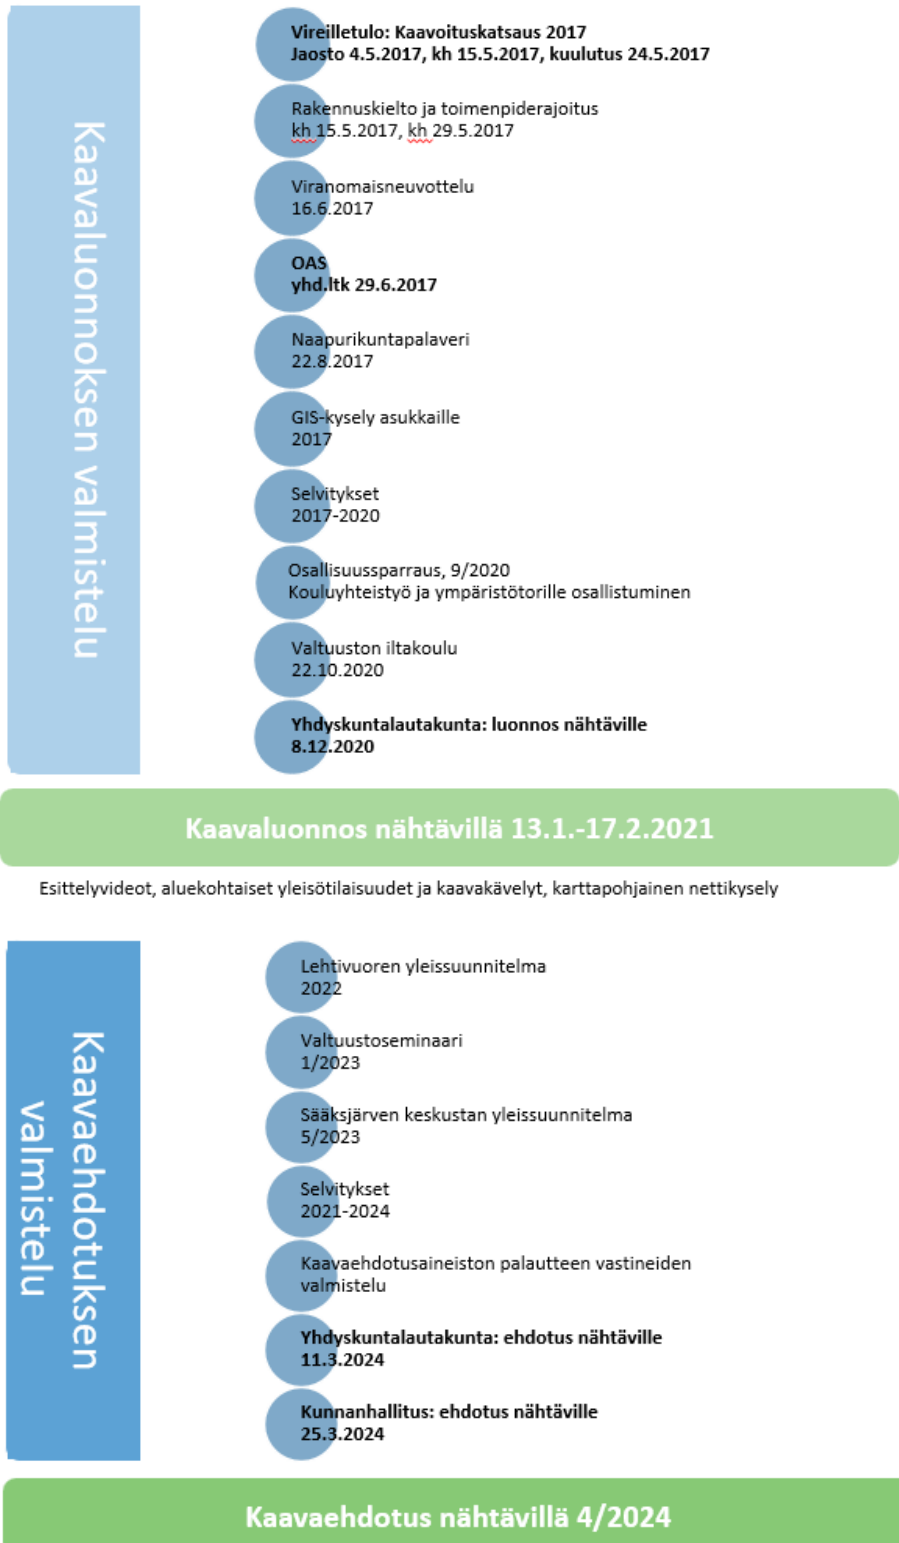 Kaavaluonnoksen valmistelu
Vireilletulo: Kaavoituskatsaus 2017
Jaosto 4.5.2017, kh 15.5.2017, kuulutus 24.5.2017
Rakennuskielto ja toimenpiderajoitus
kh 15.5.2017, kh 29.5.2017
Viranomaisneuvottelu
16.6.2017
OAS
yhd.ltk 29.6.2017
Naapurikuntapalaveri
22.8.2017
GIS-kysely asukkaille
2017
Selvitykset
2017-2020
Osallisuussparraus, 9/2020
Kouluyhteistyö ja ympäristötorille osallistuminen
Valtuuston iltakoulu
22.10.2020
Yhdyskuntalautakunta: luonnos nähtäville
8.12.2020
Kaavaluonnos nähtävillä 13.1.-17.2.2021
Esittelyvideot, aluekohtaiset yleisötilaisuudet ja kaavakävelyt, karttapohjainen nettikysely
Kaavaehdotuksen
valmistelu
Lehtivuoren yleissuunnitelma
2022
Valtuustoseminaari
1/2023
Sääksjärven keskustan yleissuunnitelma
5/2023
Selvitykset
2021-2024
Kaavaehdotusaineiston palautteen vastineiden
valmistelu
Yhdyskuntalautakunta: ehdotus nähtäville
11.3.2024
Kunnanhallitus: ehdotus nähtäville
25.3.2024
Kaavaehdotus nähtävillä 4/2024